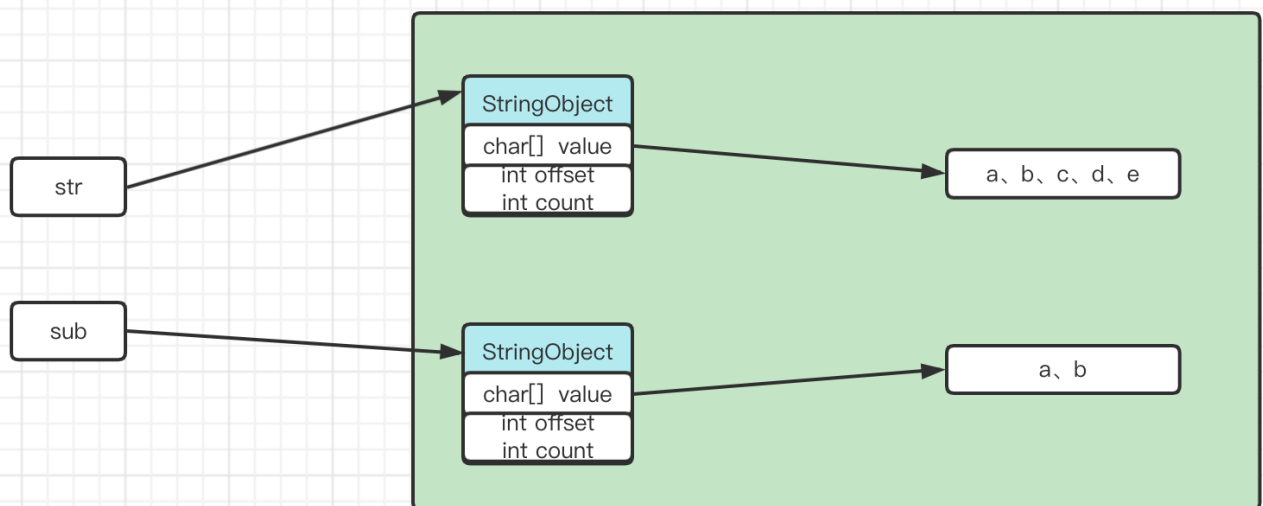 StringObject
char[] value
int offset
int count
str
a、b、c、d、e
sub
StringObject
char[] value
int offset
int count
a、b